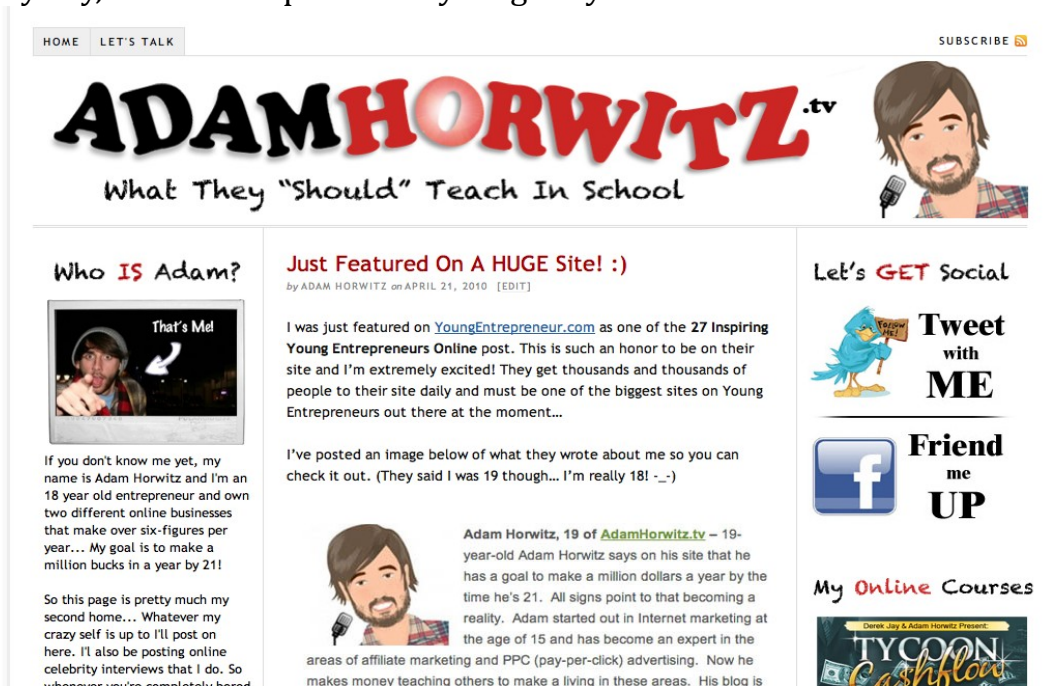 HOME LET'S TALK
SUBSCRIBE
ADAMHORWITZ.tv
What They "Should" Teach In School
Who IS Adam?
That's Me!
If you don't know me yet, my
name is Adam Horwitz and I'm an
18 year old entrepreneur and own
two different online businesses
that make over six-figures per
year... My goal is to make a
million bucks in a year by 21!
So this page is pretty much my
second home... Whatever my
crazy self is up to I'll post on
here. I'l also be posting online
celebrity interviews that I do. So
whenever you're completely bored
Just Featured On A HUGE Site! :)
by ADAM HORWITZ on APRIL 21, 2010 [EDIT]
I was just featured on YoungEntrepreneur.com as one of the 27 Inspiring
Young Entrepreneurs Online post. This is such an honor to be on their
site and I'm extremely excited! They get thousands and thousands of
people to their site daily and must be one of the biggest sites on Young
Entrepreneurs out there at the moment...
I've posted an image below of what they wrote about me so you can
check it out. (They said I was 19 though... I'm really 18! -_-)
Adam Horwitz, 19 of AdamHorwitz.tv – 19-
year-old Adam Horwitz says on his site that he
has a goal to make a million dollars a year by the
time he's 21. All signs point to that becoming a
reality. Adam started out in Internet marketing at
the age of 15 and has become an expert in the
areas of affiliate marketing and PPC (pay-per-click) advertising. Now he
makes money teaching others to make a living in these areas. His blog is
Let's GET Social
FOLLOW ME!
Tweet
with
ME
Friend
me
UP
My Online Courses
Derek Jay & Adam Horwitz Present:
TYCOON
Cashflow